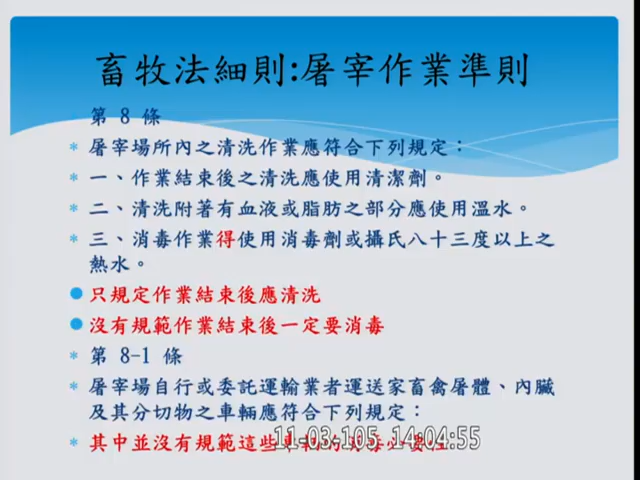 畜牧法細則:屠宰作業準則
第 8 條
* 屠宰場所內之清洗作業應符合下列規定：
* 一、作業結束後之清洗應使用清潔劑。
* 二、清洗附著有血液或脂肪之部分應使用溫水。
* 三、消毒作業得使用消毒劑或攝氏八十三度以上之
熱水。
● 只規定作業結束後應清洗
● 沒有規範作業結束後一定要消毒
* 第 8-1 條
* 屠宰場自行或委託運輸業者運送家畜禽屠體、內臟
及其分切物之車輛應符合下列規定：
* 其中並沒有規範這些
11-03-105 14:04:55